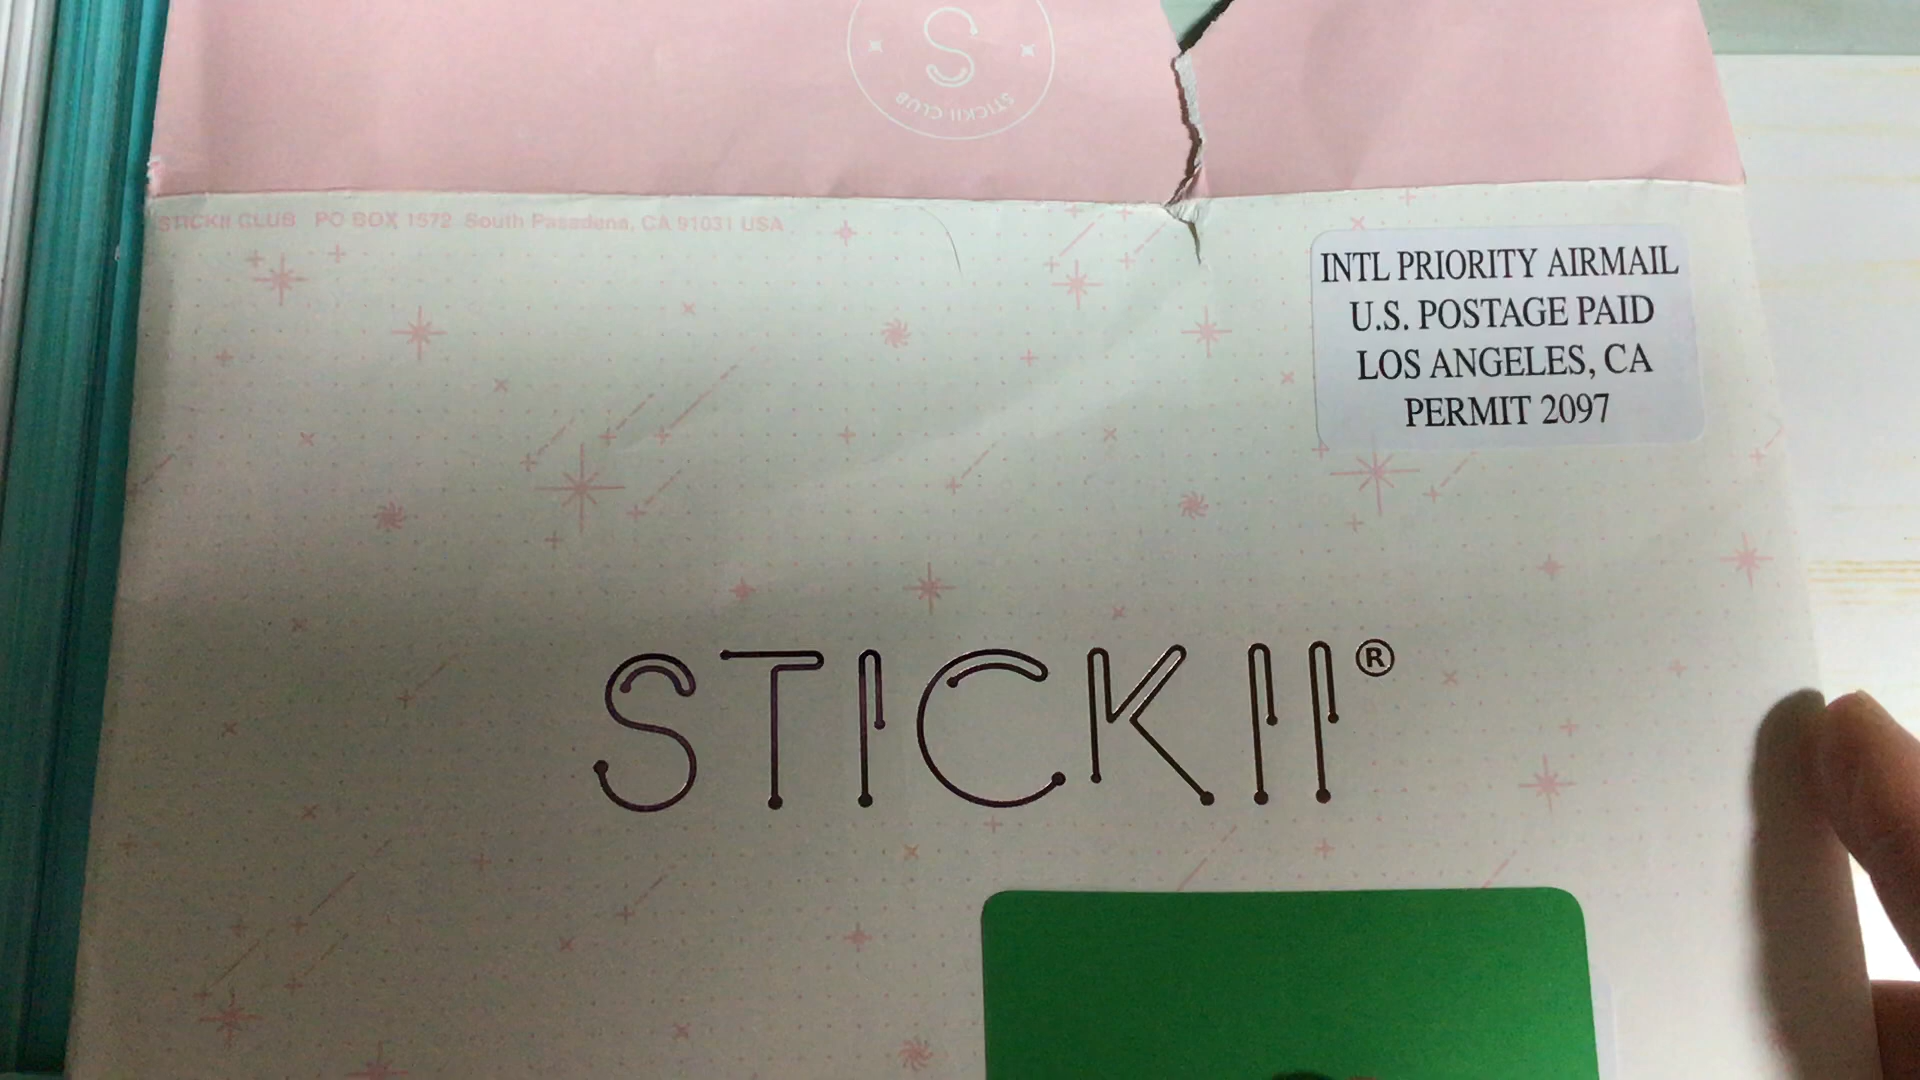 S
STICKII CLUB
STICKII CLUB PO BOX 1572 South Pasadena, CA 91031 USA
INTL PRIORITY AIRMAIL
U.S. POSTAGE PAID
LOS ANGELES, CA
PERMIT 2097
STICKII®